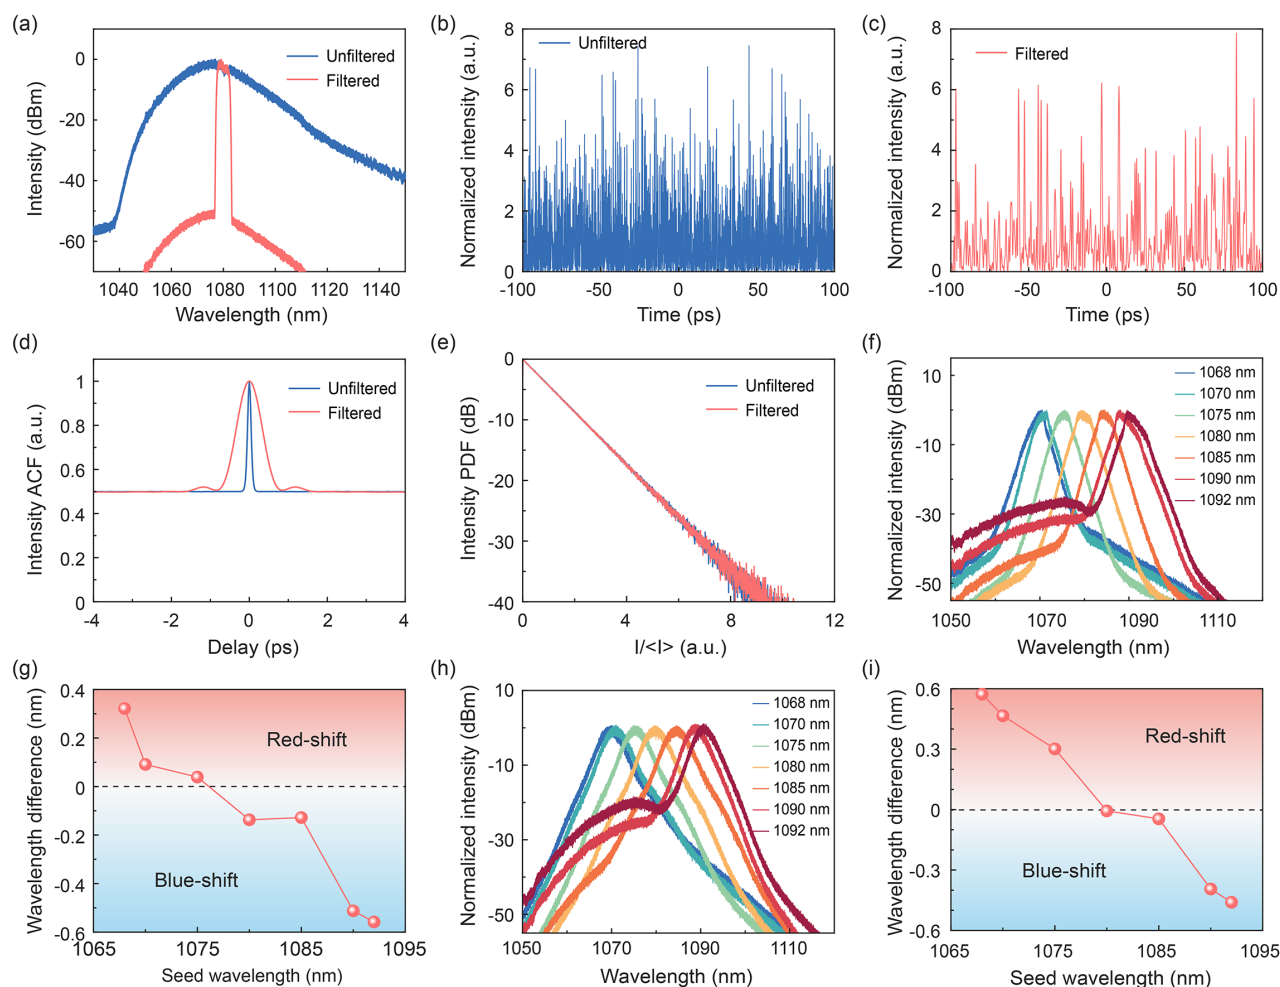 (a)
Intensity (dBm)
0
-20
-40
-60
Unfiltered
Filtered
1040 1060 1080 1100 1120 1140
Wavelength (nm)
(b)
Normalized intensity (a.u.)
8
6
4
2
0
Unfiltered
-100 -50 0 50 100
Time (ps)
(c)
Normalized intensity (a.u.)
8
6
4
2
0
Filtered
-100 -50 0 50 100
Time (ps)
(d)
Intensity ACF (a.u.)
1
0.8
0.6
0.4
0.2
0
Unfiltered
Filtered
-4 -2 0 2 4
Delay (ps)
(e)
Intensity PDF (dB)
0
-10
-20
-30
-40
Unfiltered
Filtered
0 4 8 12
I/<I> (a.u.)
(f)
Normalized intensity (dBm)
10
-10
-30
-50
1068 nm
1070 nm
1075 nm
1080 nm
1085 nm
1090 nm
1092 nm
1050 1070 1090 1110
Wavelength (nm)
(g)
Wavelength difference (nm)
0.4
0.2
0
-0.2
-0.4
-0.6
Red-shift
Blue-shift
1065 1075 1085 1095
Seed wavelength (nm)
(h)
Normalized intensity (dBm)
10
-10
-30
-50
1068 nm
1070 nm
1075 nm
1080 nm
1085 nm
1090 nm
1092 nm
1050 1070 1090 1110
Wavelength (nm)
(i)
Wavelength difference (nm)
0.6
0.3
0
-0.3
-0.6
Red-shift
Blue-shift
1065 1075 1085 1095
Seed wavelength (nm)